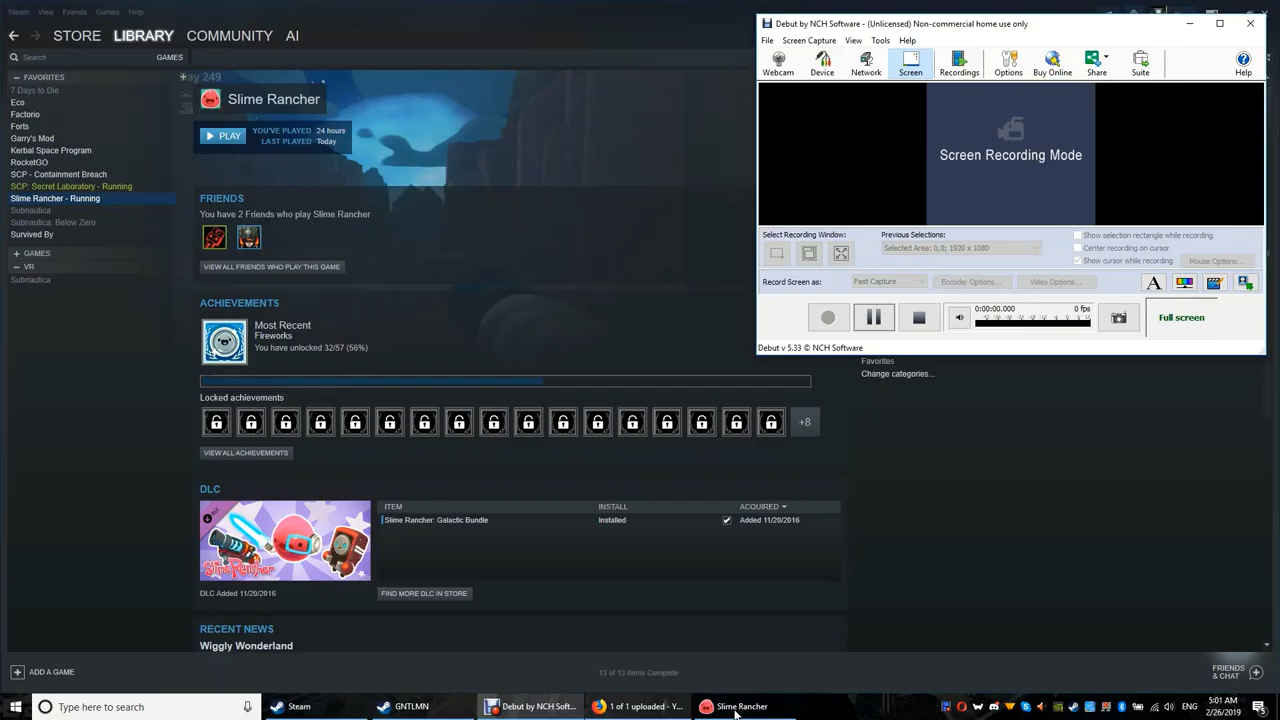 Steam View Friends Games Help
STORE LIBRARY COMMUNITY AI
Search GAMES
FAVORITES
7 Days to Die
Eco
Factorio
Forts
Garry's Mod
Kerbal Space Program
RocketGO
SCP - Containment Breach
SCP: Secret Laboratory - Running
Slime Rancher - Running
Subnautica
Subnautica: Below Zero
Survived By
GAMES
VR
Subnautica
ay 249
Slime Rancher
PLAY
YOU'VE PLAYED 24 hours
LAST PLAYED Today
FRIENDS
You have 2 Friends who play Slime Rancher
VIEW ALL FRIENDS WHO PLAY THIS GAME
ACHIEVEMENTS
Most Recent
Fireworks
You have unlocked 32/57 (56%)
Locked achievements
+8
VIEW ALL ACHIEVEMENTS
DLC
ITEM INSTALL ACQUIRED
Slime Rancher: Galactic Bundle Installed Added 11/20/2016
Slime Rancher
DLC Added 11/20/2016
FIND MORE DLC IN STORE
RECENT NEWS
Wiggly Wonderland
Debut by NCH Software - (Unlicensed) Non-commercial home use only
File Screen Capture View Tools Help
Webcam Device Network Screen Recordings Options Buy Online Share Suite Help
Screen Recording Mode
Select Recording Window: Previous Selections:
Selected Area: 0,0; 1920 x 1080
Show selection rectangle while recording
Center recording on cursor
Show cursor while recording Mouse Options...
Record Screen as: Fast Capture Encoder Options... Video Options...
A
0:00:00.000 0 fps
Full screen
Debut v 5.33 © NCH Software
Favorites
Change categories...
ADD A GAME
13 of 13 Items Complete
FRIENDS
& CHAT
Type here to search
Steam
GNTLMN
Debut by NCH Soft...
1 of 1 uploaded - Y...
Slime Rancher
5:01 AM
2/26/2019
5